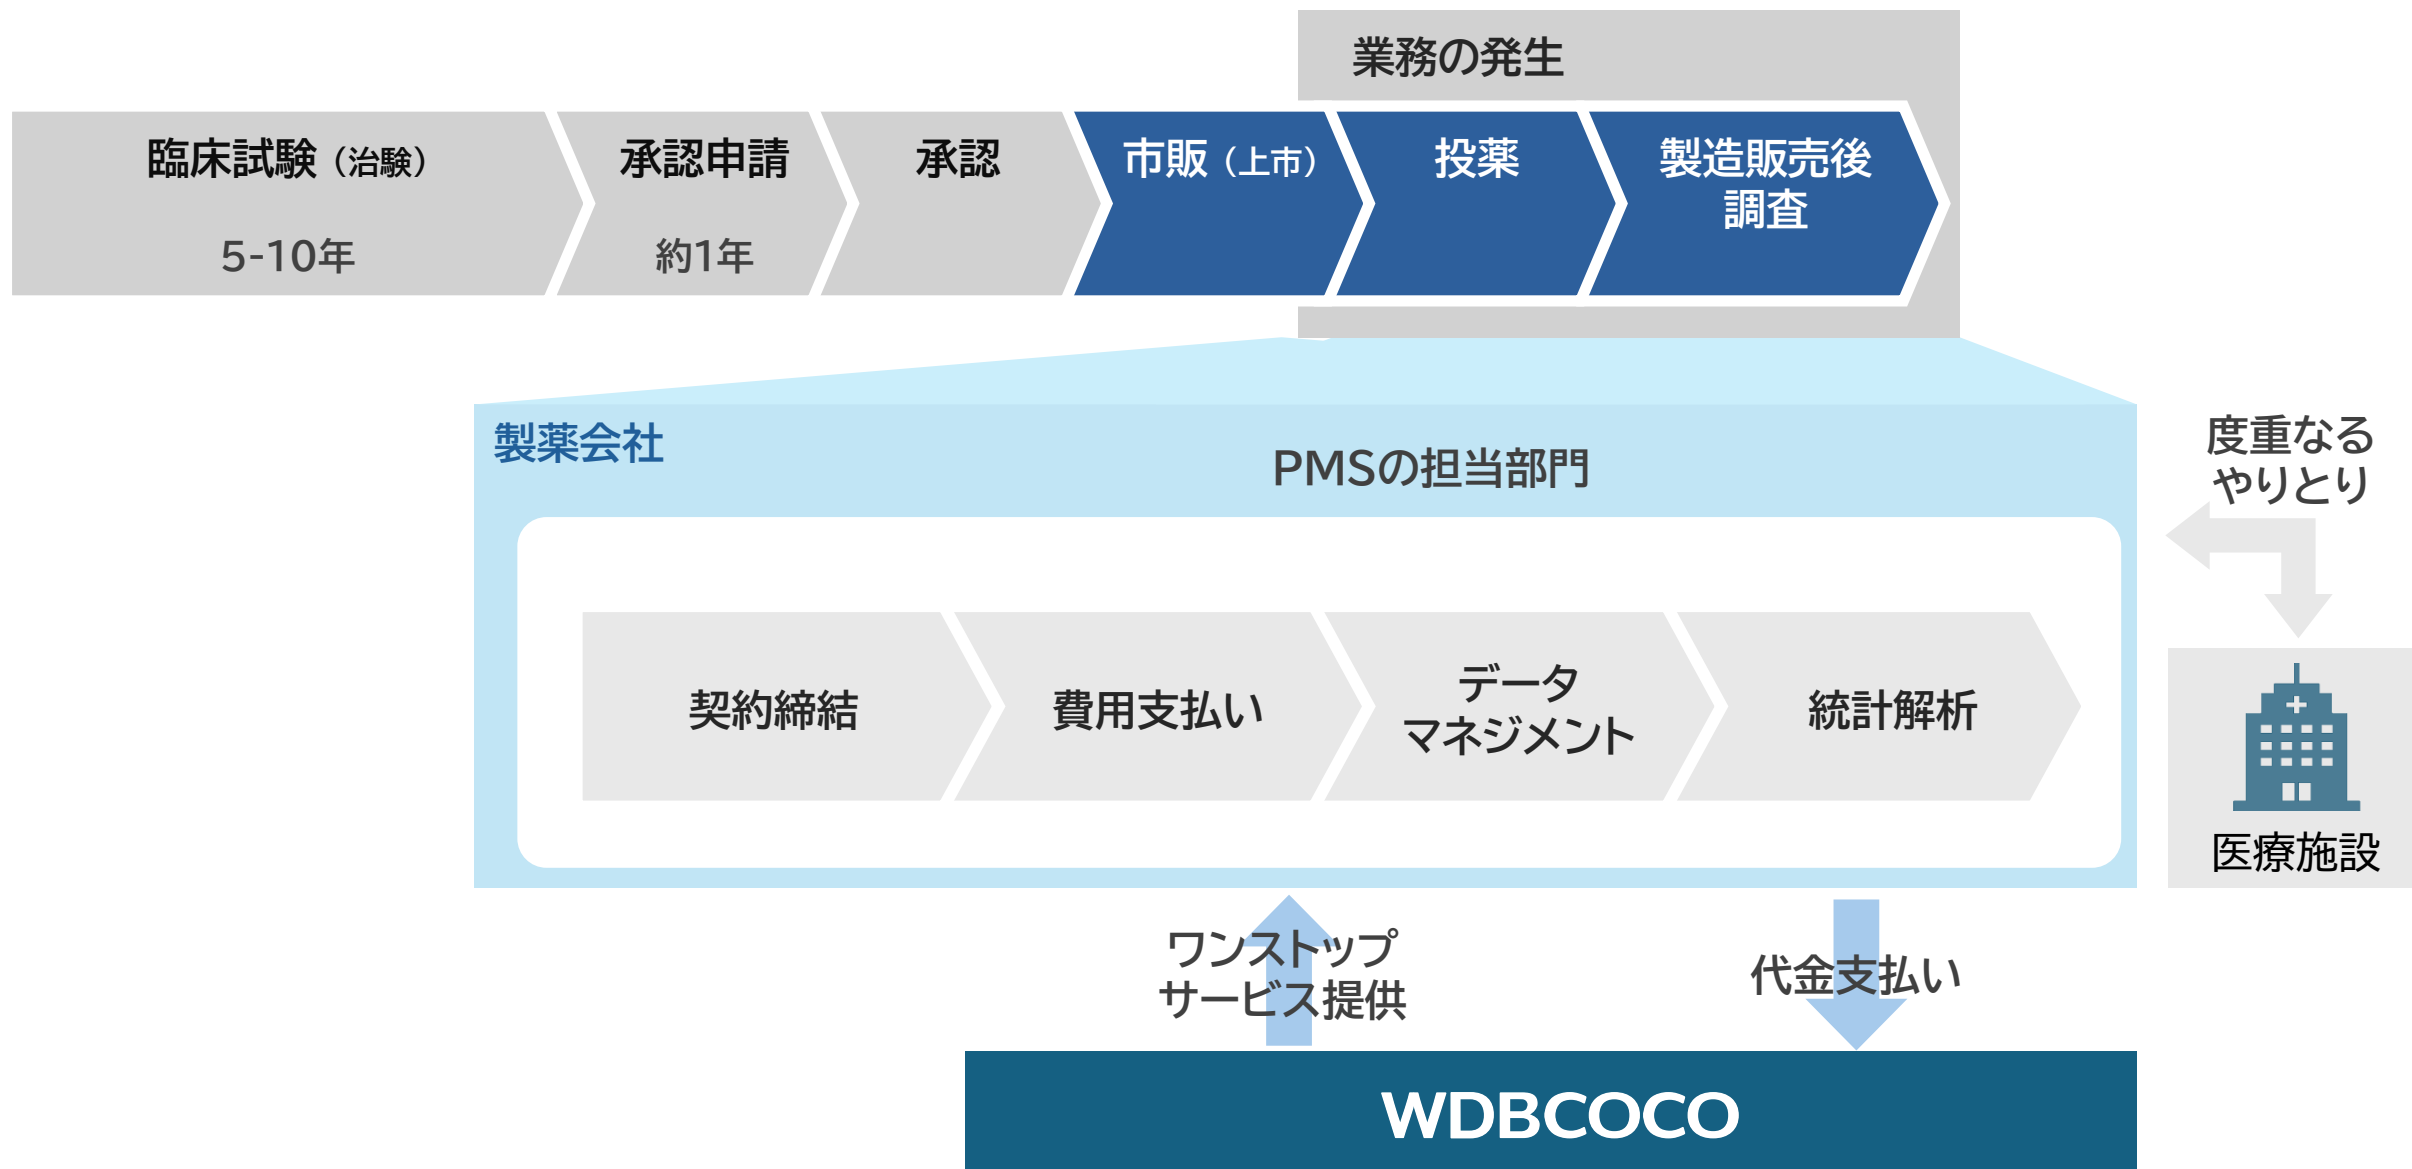 業務の発生
臨床試験（治験）
承認申請
承認
市販（上市）
投薬
製造販売後
調査
5-10年
約1年
製薬会社
PMSの担当部門
度重なる
やりとり
契約締結
費用支払い
データ
マネジメント
統計解析
医療施設
ワンストップ
サービス提供
代金支払い
WDBCOCO